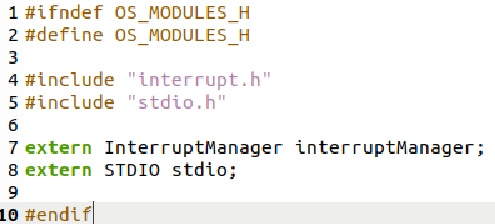 1 #ifndef OS_MODULES_H
2 #define OS_MODULES_H
3
4 #include "interrupt.h"
5 #include "stdio.h"
6
7 extern InterruptManager interruptManager;
8 extern STDIO stdio;
9
10 #endif